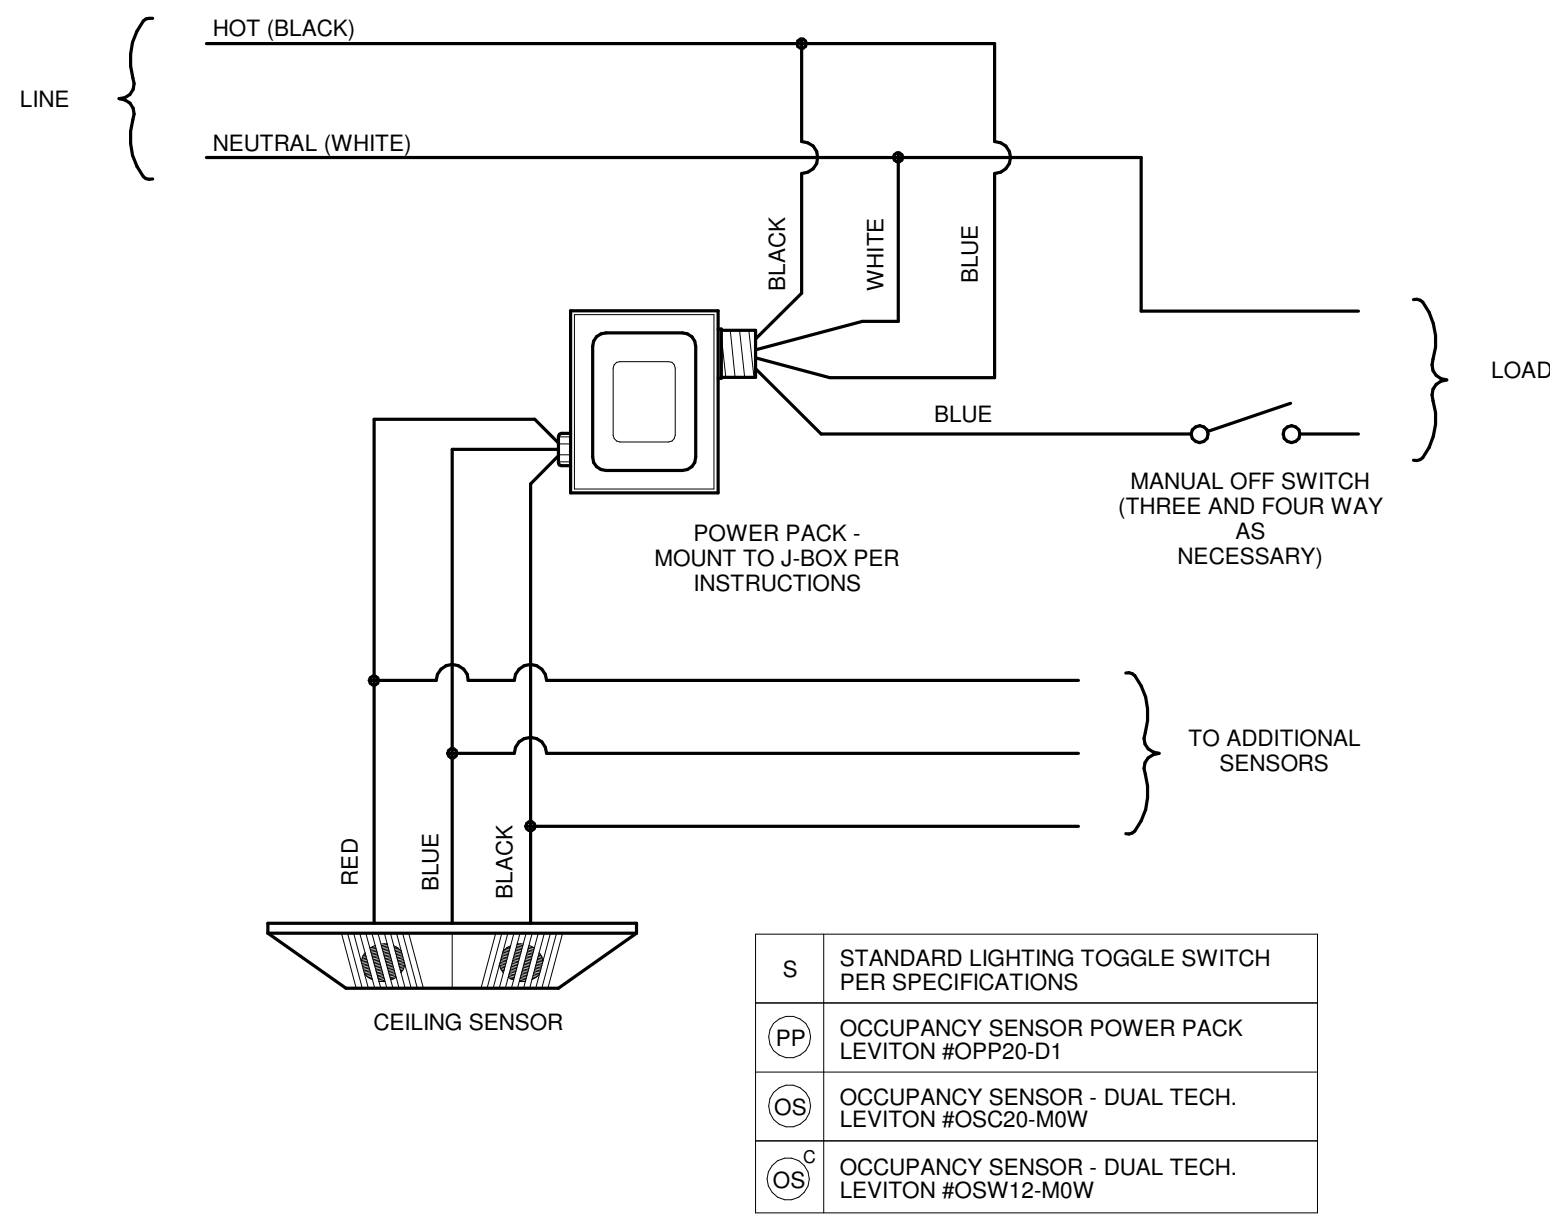 HOT (BLACK)
LINE
NEUTRAL (WHITE)
BLACK
WHITE
BLUE
LOAD
BLUE
MANUAL OFF SWITCH
(THREE AND FOUR WAY
AS
NECESSARY)
POWER PACK -
MOUNT TO J-BOX PER
INSTRUCTIONS
TO ADDITIONAL
SENSORS
RED
BLUE
BLACK
CEILING SENSOR
S
STANDARD LIGHTING TOGGLE SWITCH
PER SPECIFICATIONS
PP
OCCUPANCY SENSOR POWER PACK
LEVITON #OPP20-D1
OS
OCCUPANCY SENSOR - DUAL TECH.
LEVITON #OSC20-M0W
OS C
OCCUPANCY SENSOR - DUAL TECH.
LEVITON #OSW12-M0W